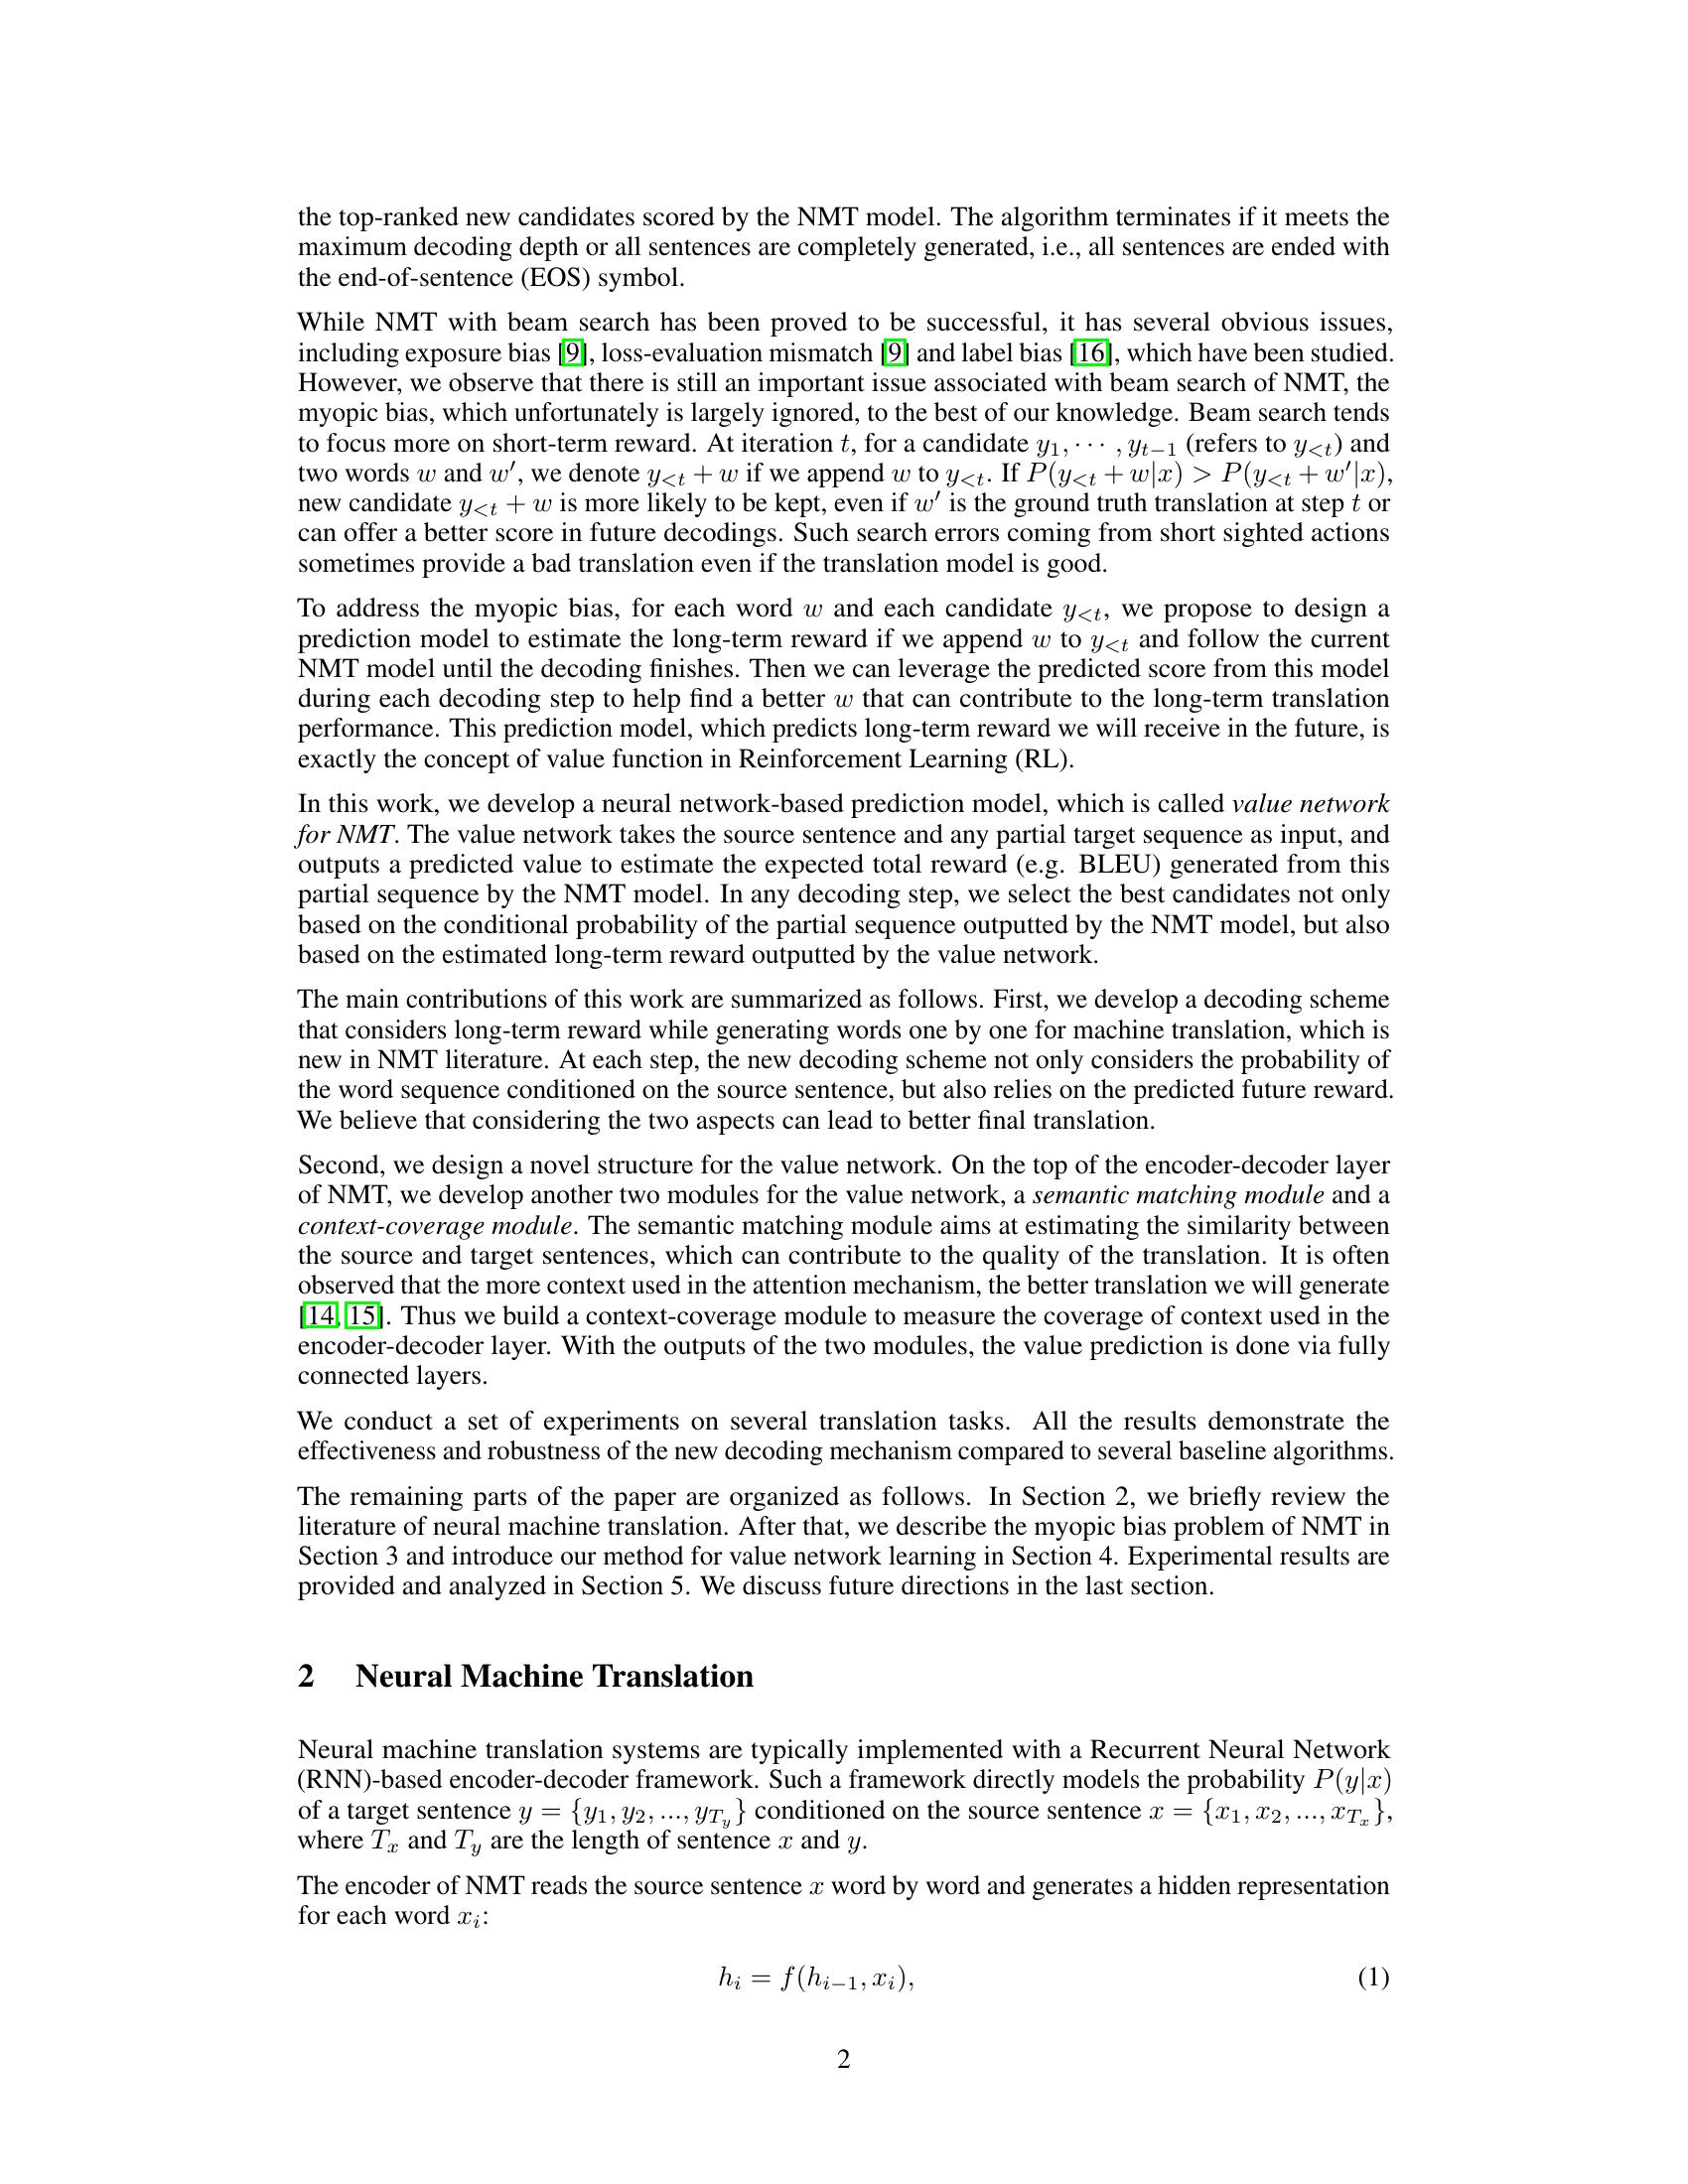 the top-ranked new candidates scored by the NMT model. The algorithm terminates if it meets the
maximum decoding depth or all sentences are completely generated, i.e., all sentences are ended with
the end-of-sentence (EOS) symbol.
While NMT with beam search has been proved to be successful, it has several obvious issues,
including exposure bias [9], loss-evaluation mismatch [9] and label bias [16], which have been studied.
However, we observe that there is still an important issue associated with beam search of NMT, the
myopic bias, which unfortunately is largely ignored, to the best of our knowledge. Beam search tends
to focus more on short-term reward. At iteration t, for a candidate y₁, ··· , yₜ₋₁ (refers to y<ₜ) and
two words w and w′, we denote y<ₜ + w if we append w to y<ₜ. If P(y<ₜ + w|x) > P(y<ₜ + w′|x),
new candidate y<ₜ + w is more likely to be kept, even if w′ is the ground truth translation at step t or
can offer a better score in future decodings. Such search errors coming from short sighted actions
sometimes provide a bad translation even if the translation model is good.
To address the myopic bias, for each word w and each candidate y<ₜ, we propose to design a
prediction model to estimate the long-term reward if we append w to y<ₜ and follow the current
NMT model until the decoding finishes. Then we can leverage the predicted score from this model
during each decoding step to help find a better w that can contribute to the long-term translation
performance. This prediction model, which predicts long-term reward we will receive in the future, is
exactly the concept of value function in Reinforcement Learning (RL).
In this work, we develop a neural network-based prediction model, which is called value network
for NMT. The value network takes the source sentence and any partial target sequence as input, and
outputs a predicted value to estimate the expected total reward (e.g. BLEU) generated from this
partial sequence by the NMT model. In any decoding step, we select the best candidates not only
based on the conditional probability of the partial sequence outputted by the NMT model, but also
based on the estimated long-term reward outputted by the value network.
The main contributions of this work are summarized as follows. First, we develop a decoding scheme
that considers long-term reward while generating words one by one for machine translation, which is
new in NMT literature. At each step, the new decoding scheme not only considers the probability of
the word sequence conditioned on the source sentence, but also relies on the predicted future reward.
We believe that considering the two aspects can lead to better final translation.
Second, we design a novel structure for the value network. On the top of the encoder-decoder layer
of NMT, we develop another two modules for the value network, a semantic matching module and a
context-coverage module. The semantic matching module aims at estimating the similarity between
the source and target sentences, which can contribute to the quality of the translation. It is often
observed that the more context used in the attention mechanism, the better translation we will generate
[14, 15]. Thus we build a context-coverage module to measure the coverage of context used in the
encoder-decoder layer. With the outputs of the two modules, the value prediction is done via fully
connected layers.
We conduct a set of experiments on several translation tasks. All the results demonstrate the
effectiveness and robustness of the new decoding mechanism compared to several baseline algorithms.
The remaining parts of the paper are organized as follows. In Section 2, we briefly review the
literature of neural machine translation. After that, we describe the myopic bias problem of NMT in
Section 3 and introduce our method for value network learning in Section 4. Experimental results are
provided and analyzed in Section 5. We discuss future directions in the last section.
2 Neural Machine Translation
Neural machine translation systems are typically implemented with a Recurrent Neural Network
(RNN)-based encoder-decoder framework. Such a framework directly models the probability P(y|x)
of a target sentence y = {y₁, y₂, ..., y_{T_y}} conditioned on the source sentence x = {x₁, x₂, ..., x_{T_x}},
where T_x and T_y are the length of sentence x and y.
The encoder of NMT reads the source sentence x word by word and generates a hidden representation
for each word xᵢ:
hᵢ = f(hᵢ₋₁, xᵢ), (1)
2